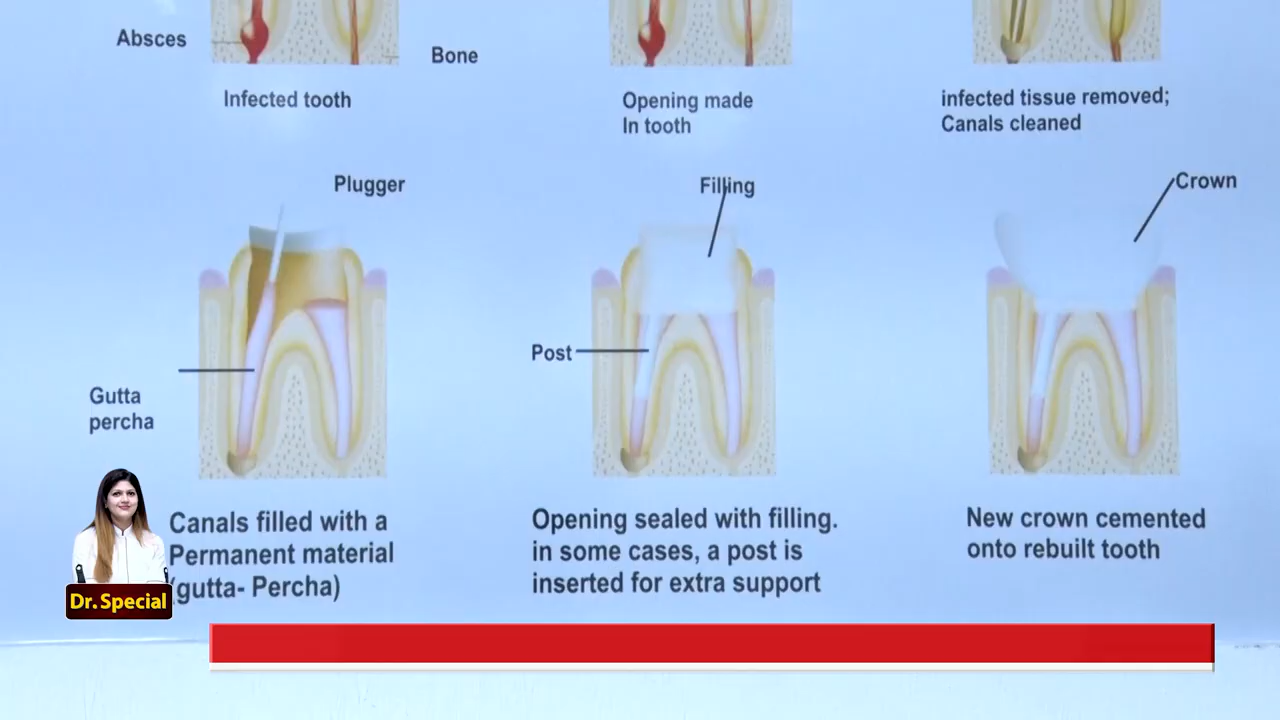 Absces
Bone
Infected tooth
Opening made
In tooth
infected tissue removed;
Canals cleaned
Plugger
Filling
Crown
Gutta
percha
Post
Canals filled with a
Permanent material
(gutta- Percha)
Opening sealed with filling.
in some cases, a post is
inserted for extra support
New crown cemented
onto rebuilt tooth
Dr. Special